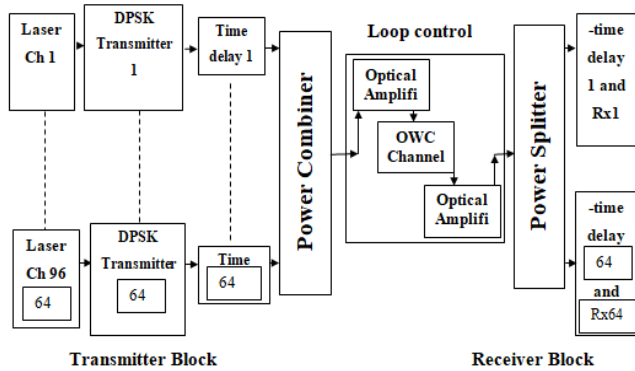 Laser
Ch 1
DPSK
Transmitter
1
Time
delay 1
Power Combiner
Loop control
Optical
Amplifi
OWC
Channel
Optical
Amplifi
Power Splitter
-time
delay
1 and
Rx1
Laser
Ch 96
64
DPSK
Transmitter
64
Time
64
-time
delay
64
and
Rx64
Transmitter Block
Receiver Block